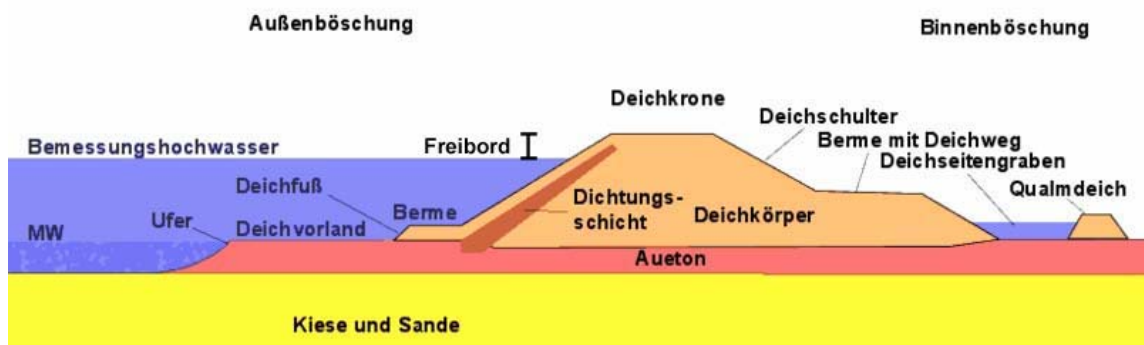 Außenböschung
Binnenböschung
Deichkrone
Deichschulter
Bemessungshochwasser
Freibord
Berme mit Deichweg
Deichseitengraben
Deichfuß
Qualmdeich
Berme
Dichtungs-
schicht
Deichkörper
Ufer
Deichvorland
MW
Aueton
Kiese und Sande